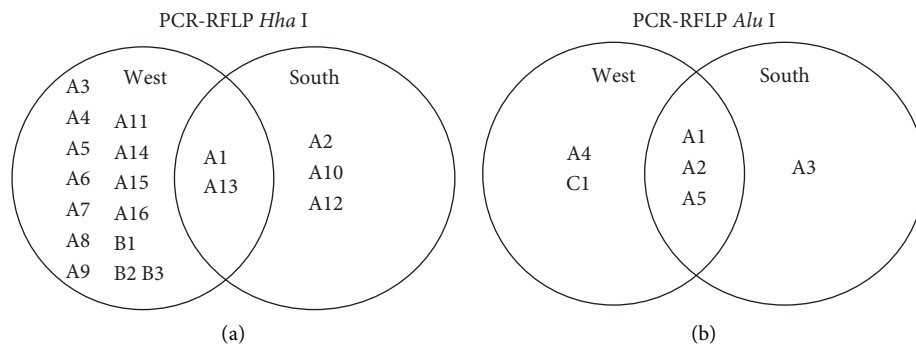 PCR-RFLP Hha I
West
South
A3
A4
A5
A6
A7
A8
A9
A11
A14
A15
A16
B1
B2 B3
A1
A13
A2
A10
A12
(a)
PCR-RFLP Alu I
West
South
A4
C1
A1
A2
A5
A3
(b)